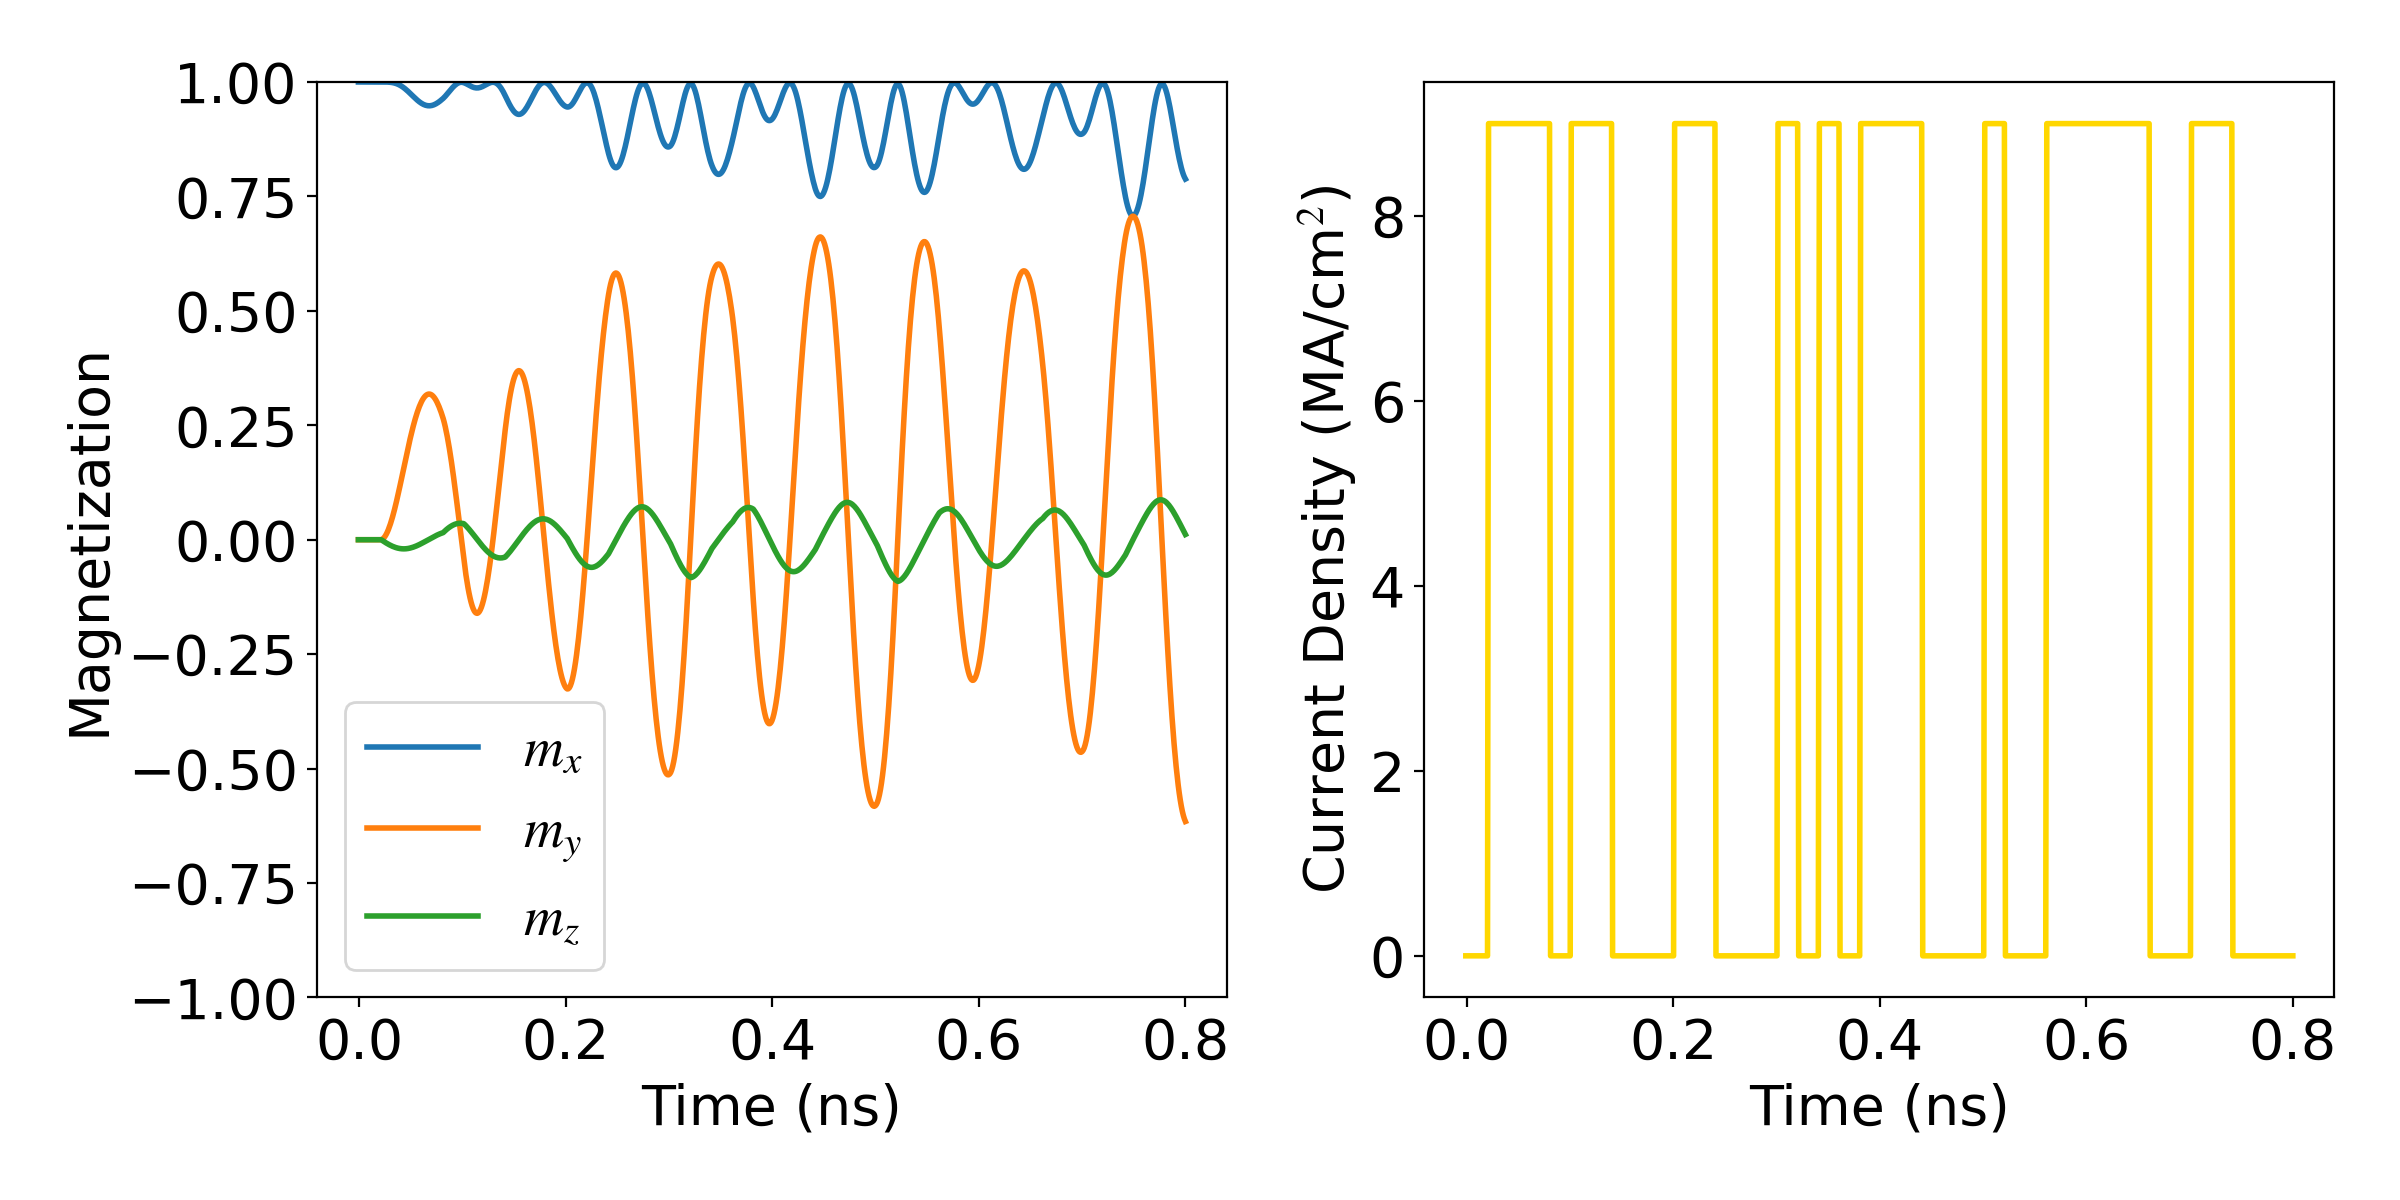 1.00
0.75
0.50
0.25
0.00
−0.25
−0.50
−0.75
−1.00
Magnetization
m_x
m_y
m_z
0.0 0.2 0.4 0.6 0.8
Time (ns)
8
6
4
2
0
Current Density (MA/cm²)
0.0 0.2 0.4 0.6 0.8
Time (ns)